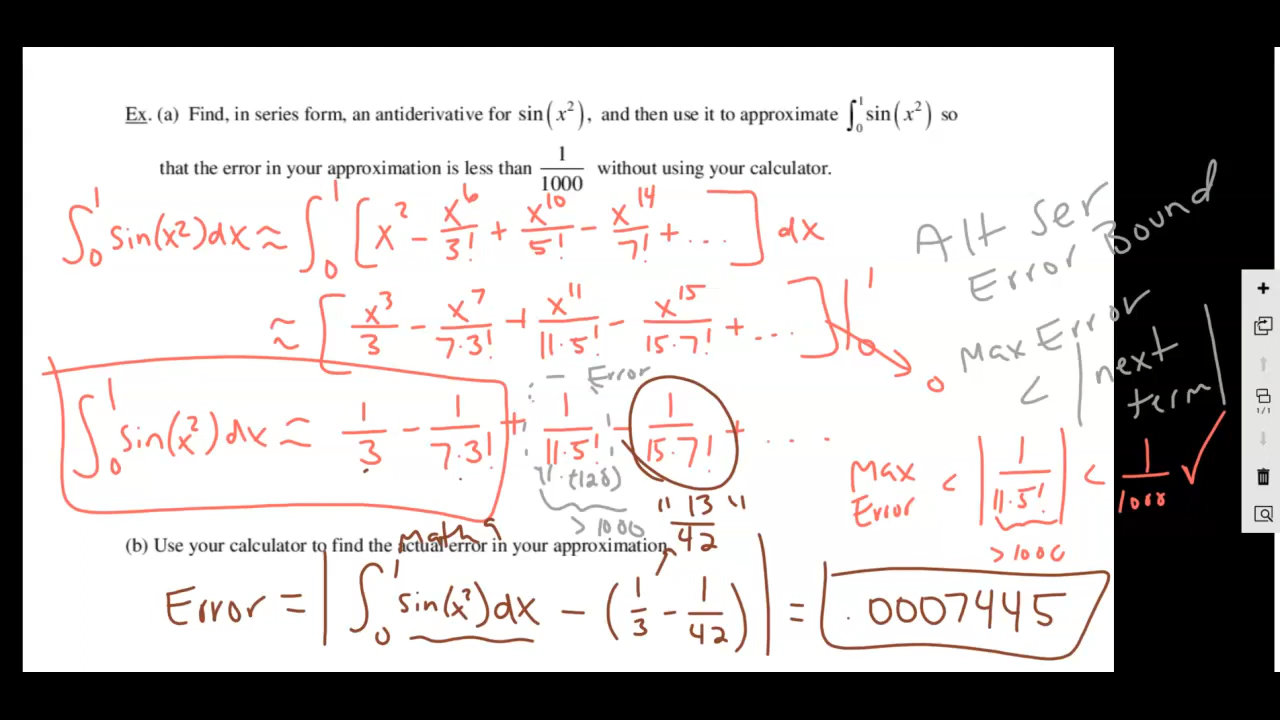 Ex. (a) Find, in series form, an antiderivative for sin(x²), and then use it to approximate ∫₀¹ sin(x²) so
that the error in your approximation is less than 1/1000 without using your calculator.
∫₀¹ sin(x²)dx ≈ ∫₀¹ [x² - x⁶/3! + x¹⁰/5! - x¹⁴/7! + ...] dx
Alt Ser
Error Bound
≈ [x³/3 - x⁷/(7·3!) + x¹¹/(11·5!) - x¹⁵/(15·7!) + ...]|₀¹
→ 0
Max Error
< |next term|
- Error
∫₀¹ sin(x²)dx ≈ 1/3 - 1/(7·3!) + 1/(11·5!) - 1/(15·7!) + ....
> 1000
Max Error < |1/(11·5!)| < 1/1000 ✓
> 1000
" 13/42 "
math 9
(b) Use your calculator to find the actual error in your approximation.
Error = |∫₀¹ sin(x²)dx - (1/3 - 1/42)| = .0007445
1/1